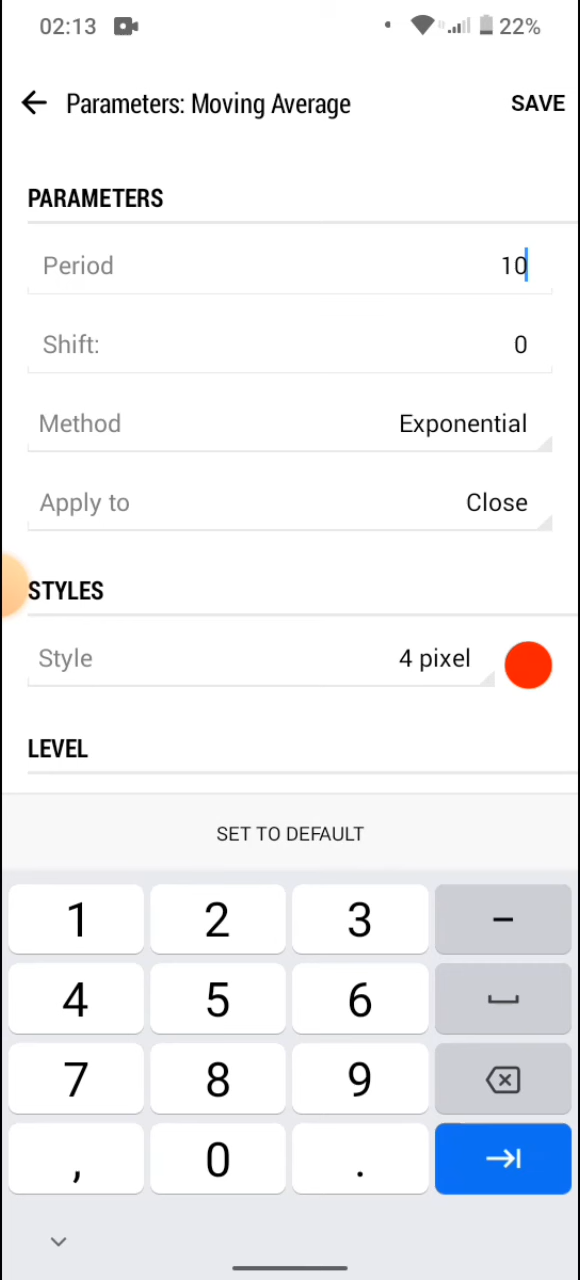 02:13 22%
Parameters: Moving Average SAVE
PARAMETERS
Period 10
Shift: 0
Method Exponential
Apply to Close
STYLES
Style 4 pixel
LEVEL
SET TO DEFAULT
1 2 3 –
4 5 6
7 8 9
, 0 .